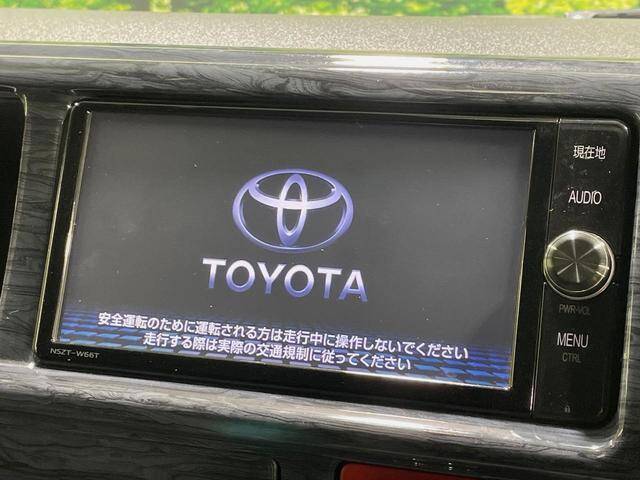 現在地
AUDIO
TOYOTA
PWR-VOL
安全運転のために運転される方は走行中に操作しないでください
走行する際は実際の交通規制に従ってください
MENU
CTRL
NSZT-W66T